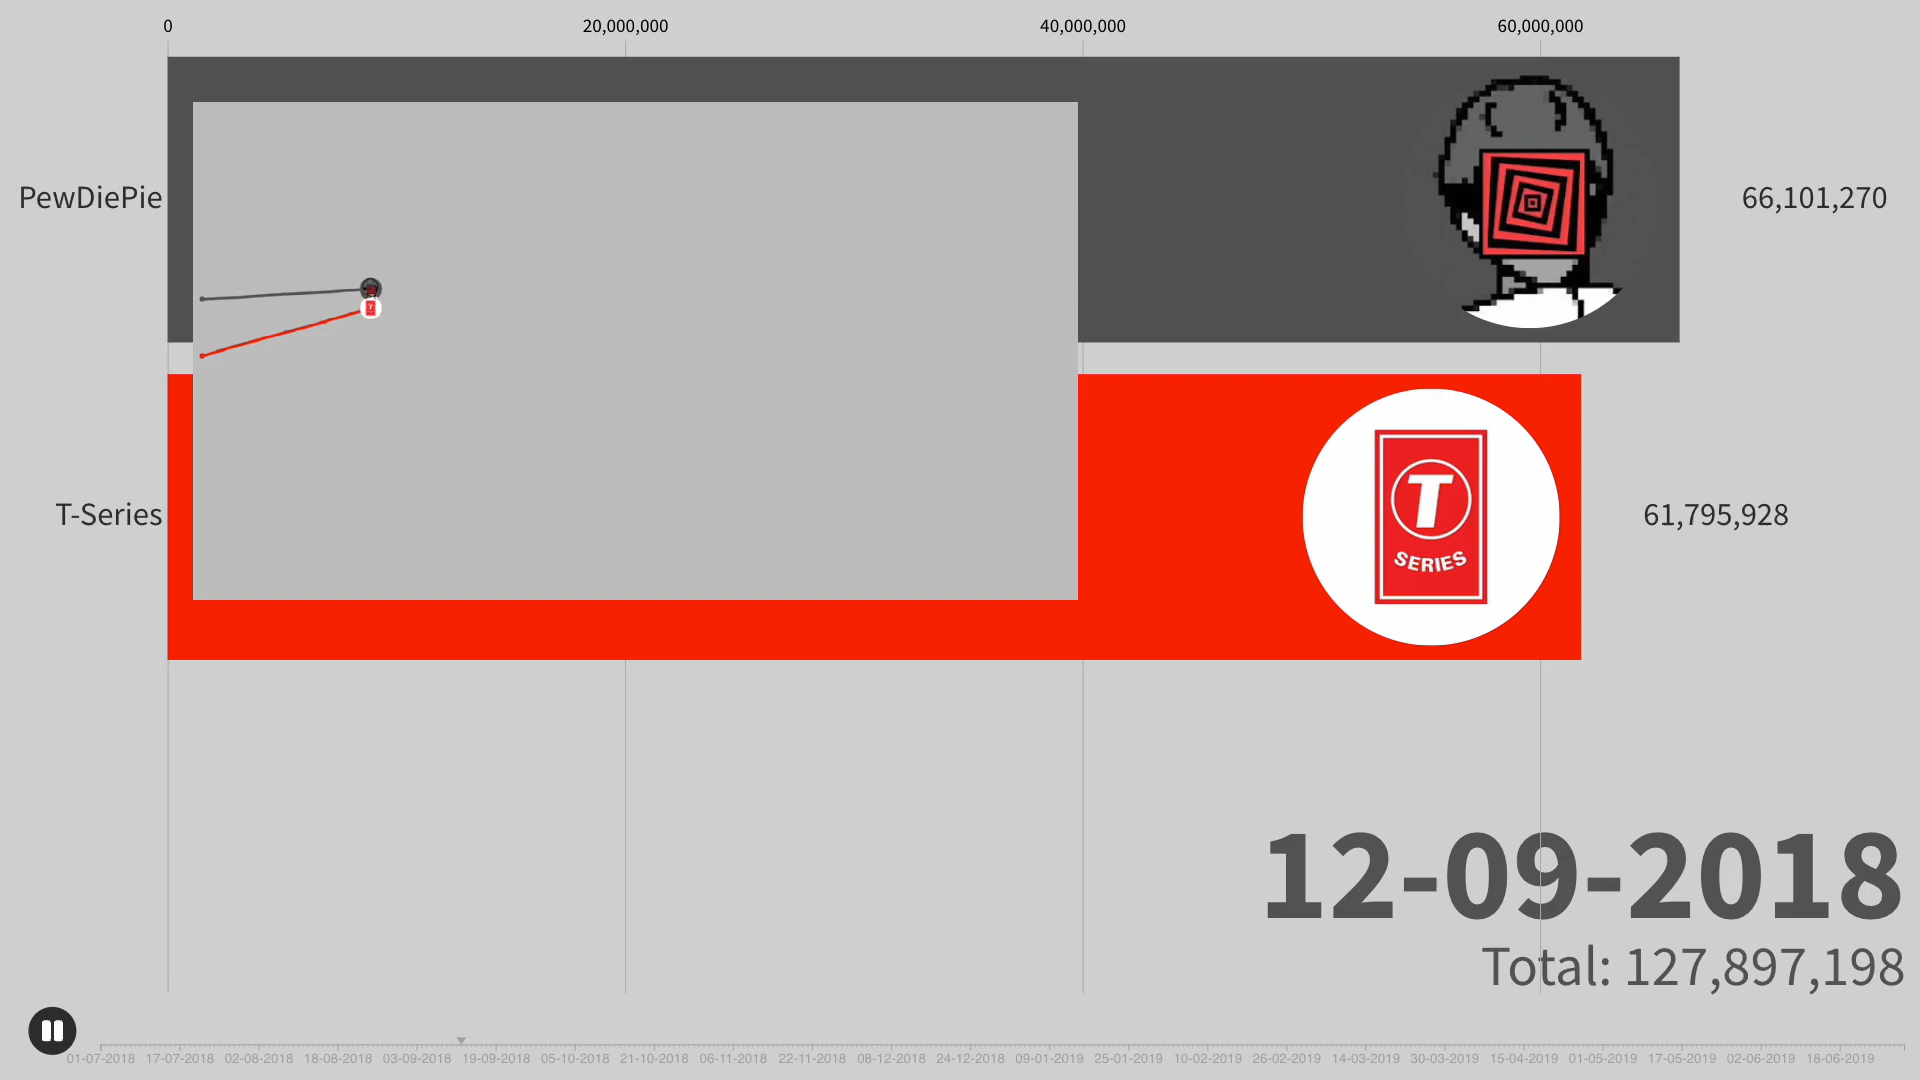 0 20,000,000 40,000,000 60,000,000
PewDiePie 66,101,270
T-Series T SERIES 61,795,928
12-09-2018
Total: 127,897,198
01-07-2018 17-07-2018 02-08-2018 18-08-2018 03-09-2018 19-09-2018 05-10-2018 21-10-2018 06-11-2018 22-11-2018 08-12-2018 24-12-2018 09-01-2019 25-01-2019 10-02-2019 26-02-2019 14-03-2019 30-03-2019 15-04-2019 01-05-2019 17-05-2019 02-06-2019 18-06-2019